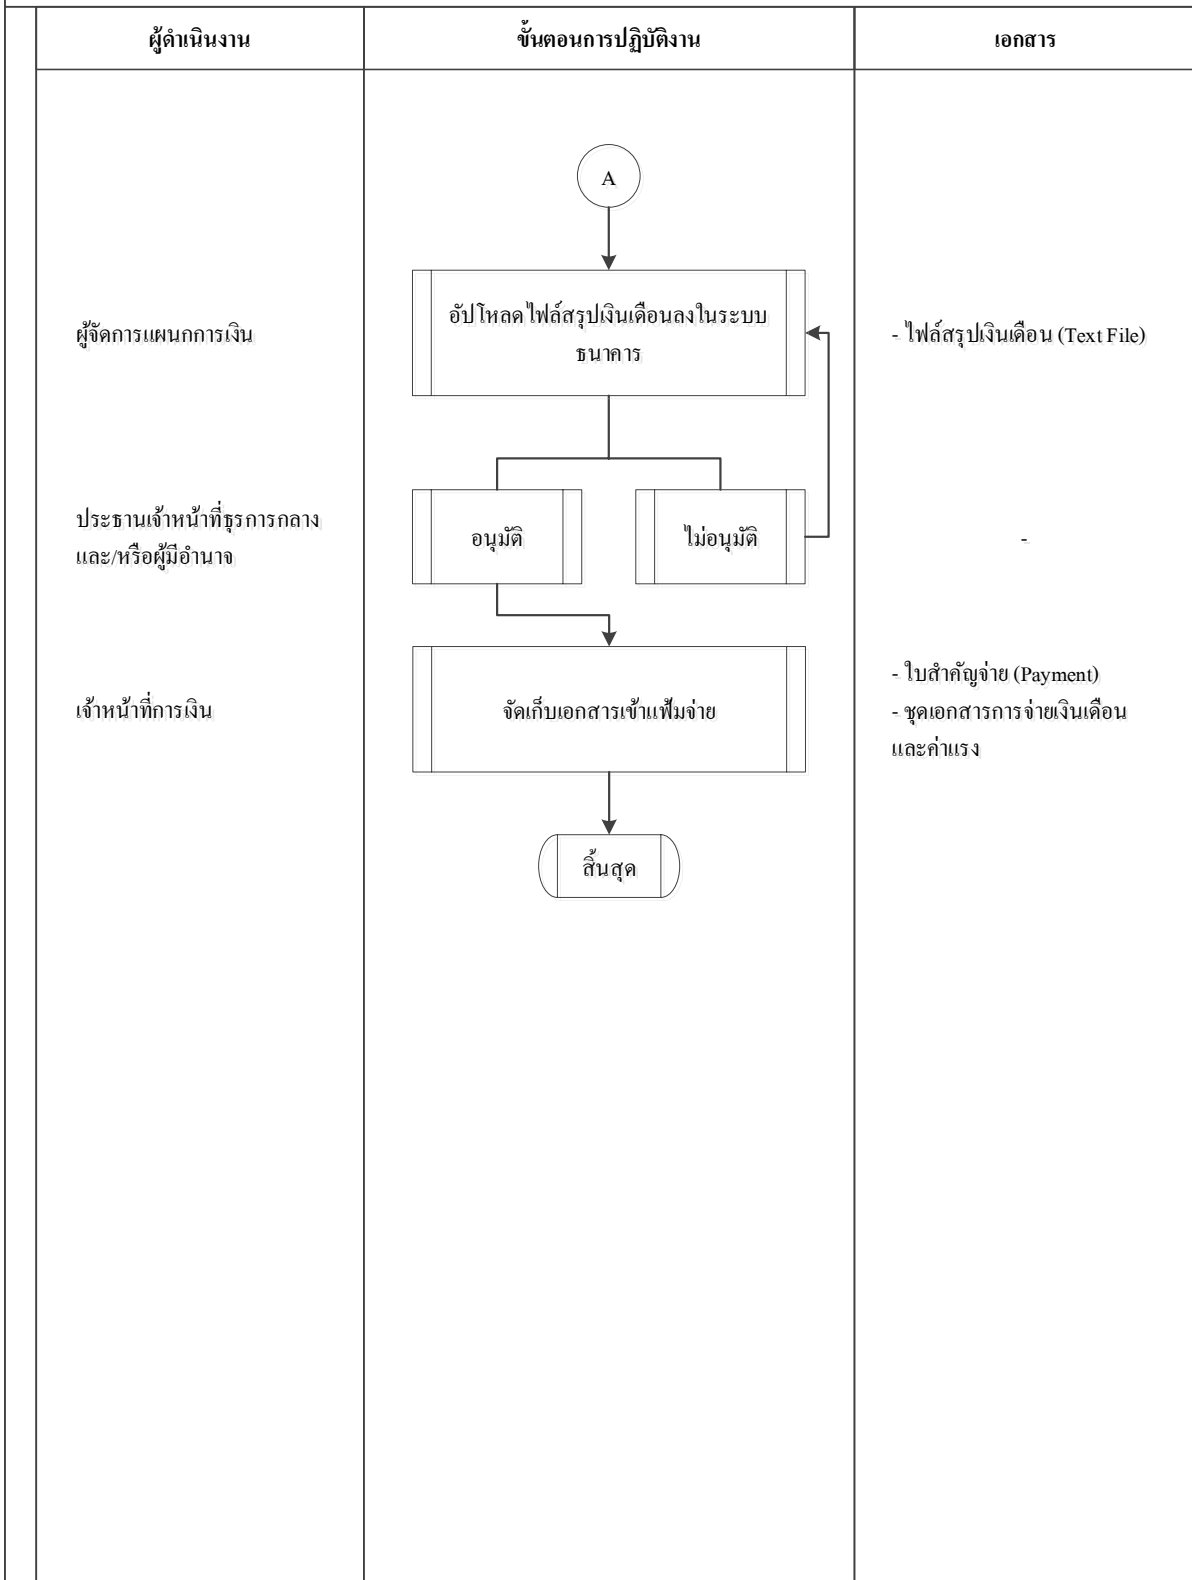 ผู้ดำเนินงาน
ขั้นตอนการปฏิบัติงาน
เอกสาร
A
ผู้จัดการแผนกการเงิน
อัปโหลดไฟล์สรุปเงินเดือนลงในระบบ
ธนาคาร
- ไฟล์สรุปเงินเดือน (Text File)
ประธานเจ้าหน้าที่ธุรการกลาง
และ/หรือผู้มีอำนาจ
อนุมัติ
ไม่อนุมัติ
-
เจ้าหน้าที่การเงิน
จัดเก็บเอกสารเข้าแฟ้มจ่าย
- ใบสำคัญจ่าย (Payment)
- ชุดเอกสารการจ่ายเงินเดือน
และค่าแรง
สิ้นสุด